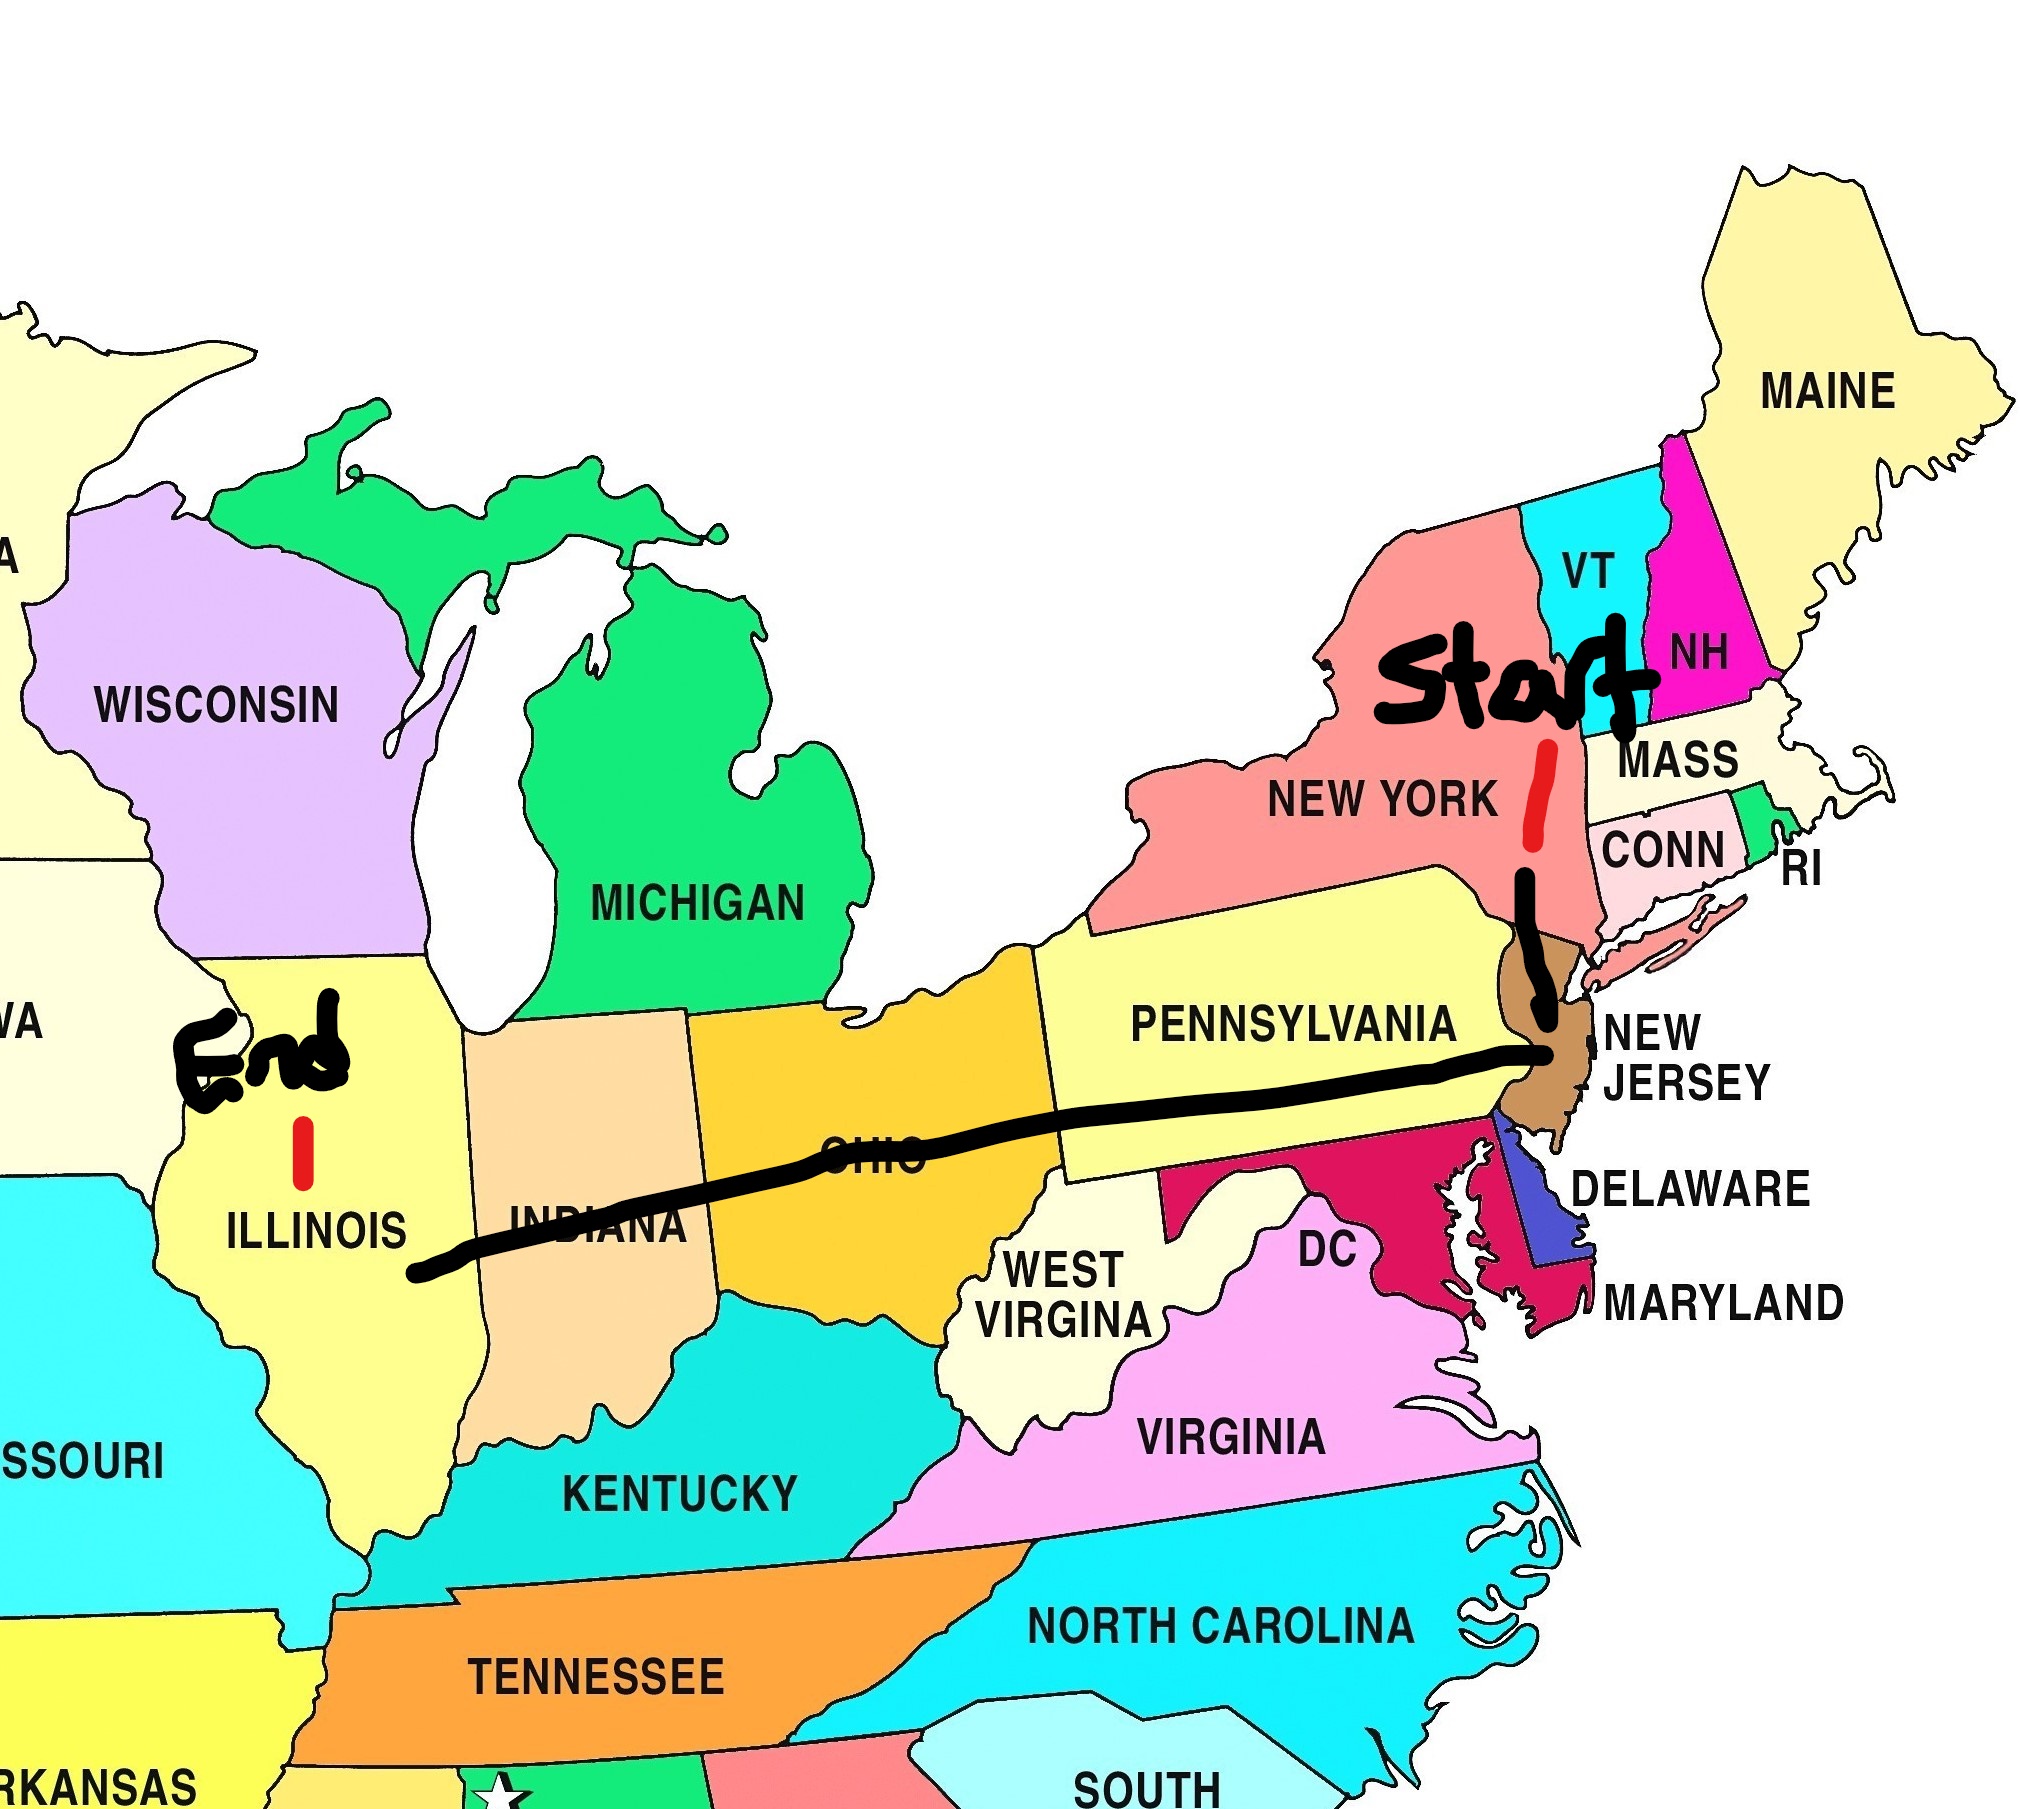 MAINE
A
VT
NH
Start
WISCONSIN
MASS
NEW YORK
CONN
RI
MICHIGAN
End
WA
PENNSYLVANIA
NEW
JERSEY
OHIO
ILLINOIS
INDIANA
DELAWARE
DC
WEST
VIRGINA
MARYLAND
VIRGINIA
SSOURI
KENTUCKY
NORTH CAROLINA
TENNESSEE
RKANSAS
SOUTH